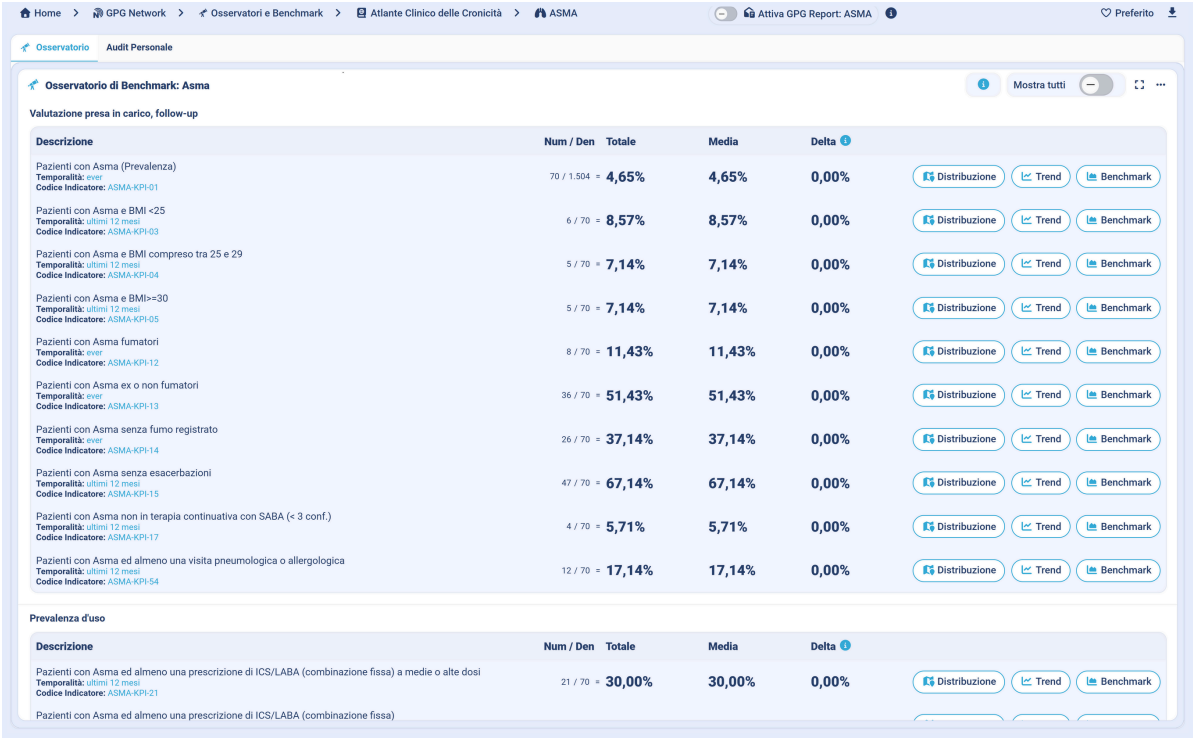 Home > GPG Network > Osservatori e Benchmark > Atlante Clinico delle Cronicità > ASMA Attiva GPG Report: ASMA Preferito
Osservatorio Audit Personale
Osservatorio di Benchmark: Asma Mostra tutti
Valutazione presa in carico, follow-up
Descrizione Num / Den Totale Media Delta
Pazienti con Asma (Prevalenza)
Temporalità: ever
Codice Indicatore: ASMA-KPI-01
70 / 1.504 = 4,65% 4,65% 0,00% Distribuzione Trend Benchmark
Pazienti con Asma e BMI <25
Temporalità: ultimi 12 mesi
Codice Indicatore: ASMA-KPI-03
6 / 70 = 8,57% 8,57% 0,00% Distribuzione Trend Benchmark
Pazienti con Asma e BMI compreso tra 25 e 29
Temporalità: ultimi 12 mesi
Codice Indicatore: ASMA-KPI-04
5 / 70 = 7,14% 7,14% 0,00% Distribuzione Trend Benchmark
Pazienti con Asma e BMI>=30
Temporalità: ultimi 12 mesi
Codice Indicatore: ASMA-KPI-05
5 / 70 = 7,14% 7,14% 0,00% Distribuzione Trend Benchmark
Pazienti con Asma fumatori
Temporalità: ever
Codice Indicatore: ASMA-KPI-12
8 / 70 = 11,43% 11,43% 0,00% Distribuzione Trend Benchmark
Pazienti con Asma ex o non fumatori
Temporalità: ever
Codice Indicatore: ASMA-KPI-13
36 / 70 = 51,43% 51,43% 0,00% Distribuzione Trend Benchmark
Pazienti con Asma senza fumo registrato
Temporalità: ever
Codice Indicatore: ASMA-KPI-14
26 / 70 = 37,14% 37,14% 0,00% Distribuzione Trend Benchmark
Pazienti con Asma senza esacerbazioni
Temporalità: ultimi 12 mesi
Codice Indicatore: ASMA-KPI-15
47 / 70 = 67,14% 67,14% 0,00% Distribuzione Trend Benchmark
Pazienti con Asma non in terapia continuativa con SABA (< 3 conf.)
Temporalità: ultimi 12 mesi
Codice Indicatore: ASMA-KPI-17
4 / 70 = 5,71% 5,71% 0,00% Distribuzione Trend Benchmark
Pazienti con Asma ed almeno una visita pneumologica o allergologica
Temporalità: ultimi 12 mesi
Codice Indicatore: ASMA-KPI-54
12 / 70 = 17,14% 17,14% 0,00% Distribuzione Trend Benchmark
Prevalenza d'uso
Descrizione Num / Den Totale Media Delta
Pazienti con Asma ed almeno una prescrizione di ICS/LABA (combinazione fissa) a medie o alte dosi
Temporalità: ultimi 12 mesi
Codice Indicatore: ASMA-KPI-21
21 / 70 = 30,00% 30,00% 0,00% Distribuzione Trend Benchmark
Pazienti con Asma ed almeno una prescrizione di ICS/LABA (combinazione fissa)